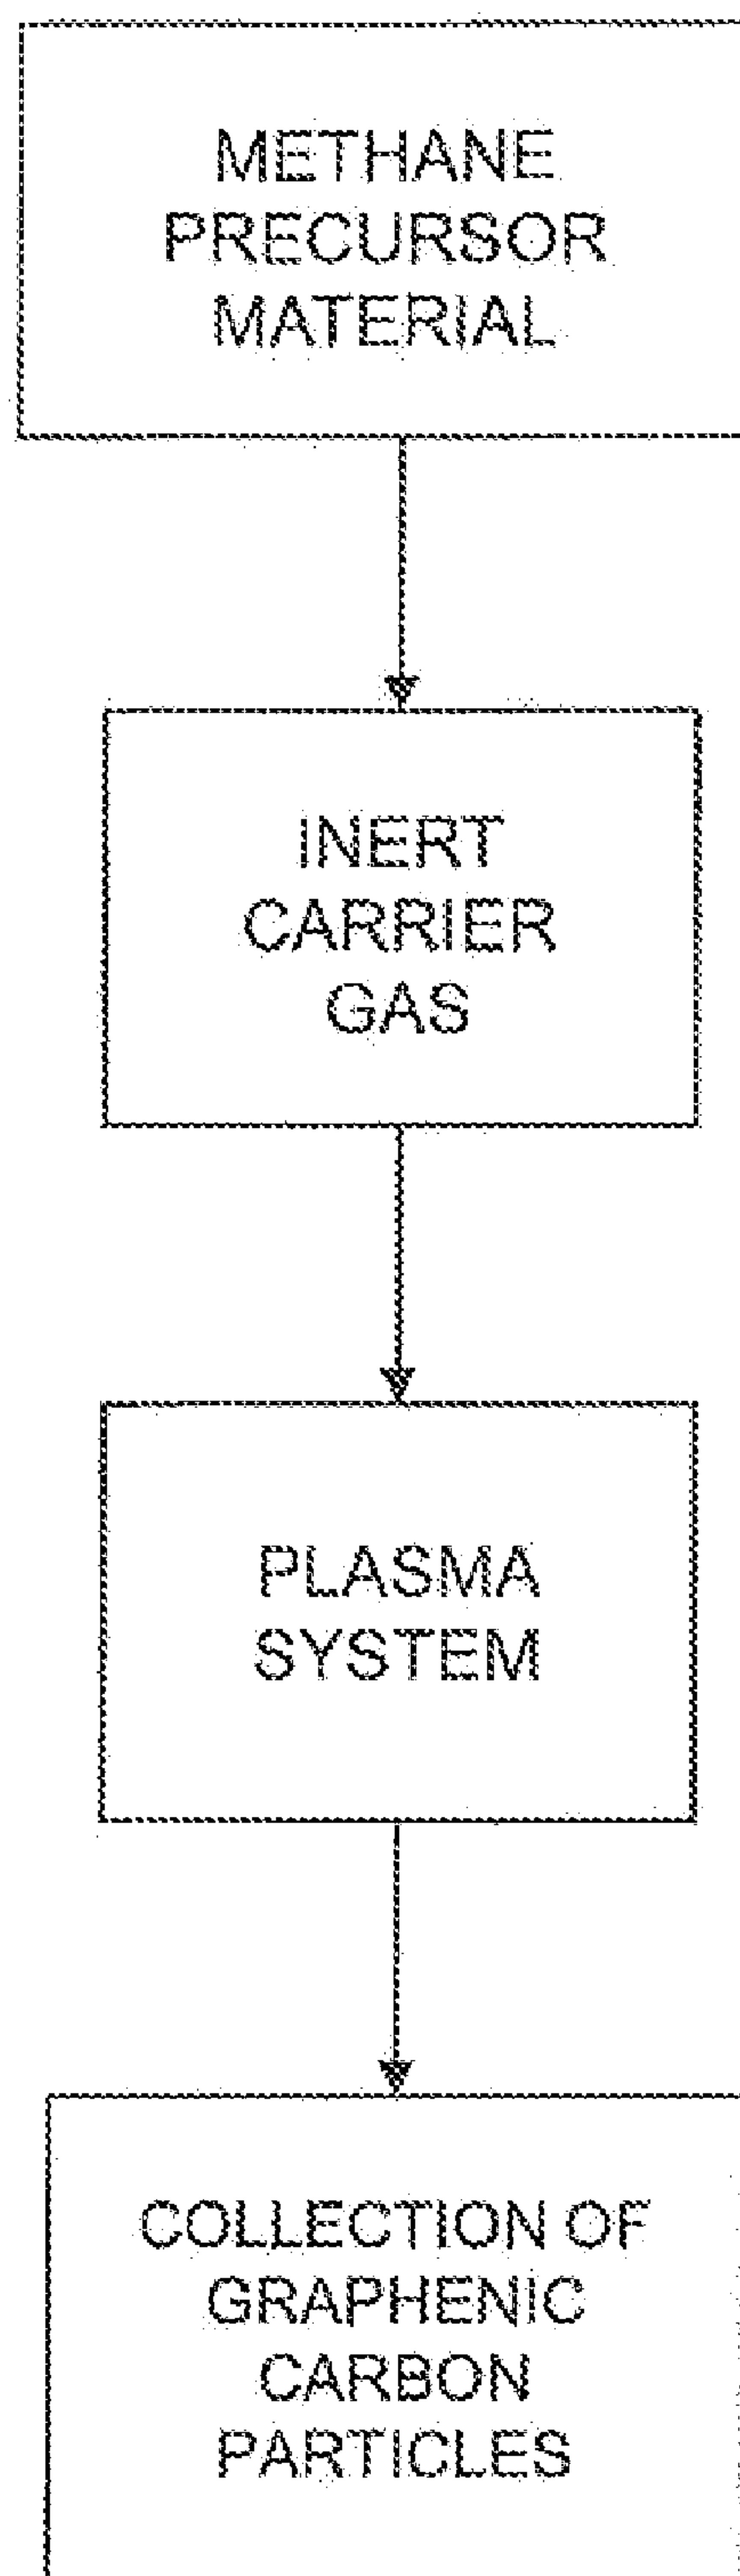 METHANE
PRECURSOR
MATERIAL
INERT
CARRIER
GAS
PLASMA
SYSTEM
COLLECTION OF
GRAPHENIC
CARBON
PARTICLES